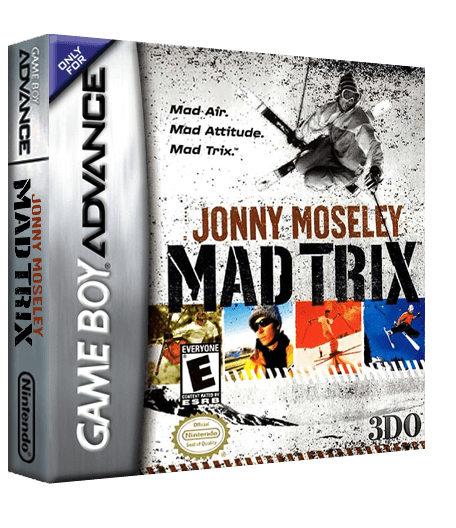 GAME BOY
ADVANCE
JONNY MOSELEY
MAD TRIX
Nintendo®
ONLY
FOR
GAME BOY ADVANCE
Mad Air.
Mad Attitude.
Mad Trix.™
JONNY MOSELEY
MAD TRIX
EVERYONE
E
CONTENT RATED BY
ESRB
Official
Nintendo
Seal of Quality
3DO